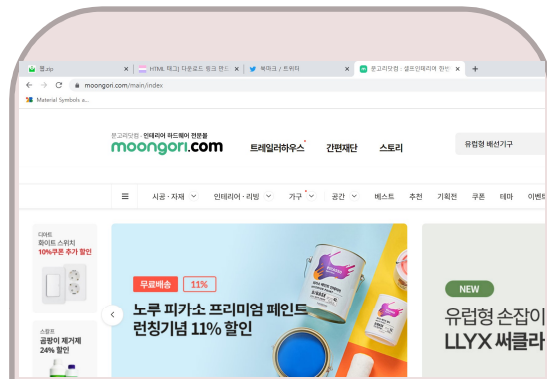 웹.zip
HTML 태그| 다운로드 링크 만드
북마크 / 트위터
문고리닷컴 : 셀프인테리어 한번
moongori.com/main/index
Material Symbols a...
문고리닷컴 - 인테리어 하드웨어 전문몰
moongori.com
트레일러하우스
간편재단
스토리
유럽형 배선기구
시공 · 자재
인테리어 · 리빙
가구
공간
베스트
추천
기획전
쿠폰
테마
이벤트
디마트
화이트 스위치
10%쿠폰 추가 할인
무료배송
11%
노루 피가소 프리미엄 페인트
런칭기념 11% 할인
NEW
유럽형 손잡이
LLYX 써클라
스칼프
곰팡이 제거제
24% 할인